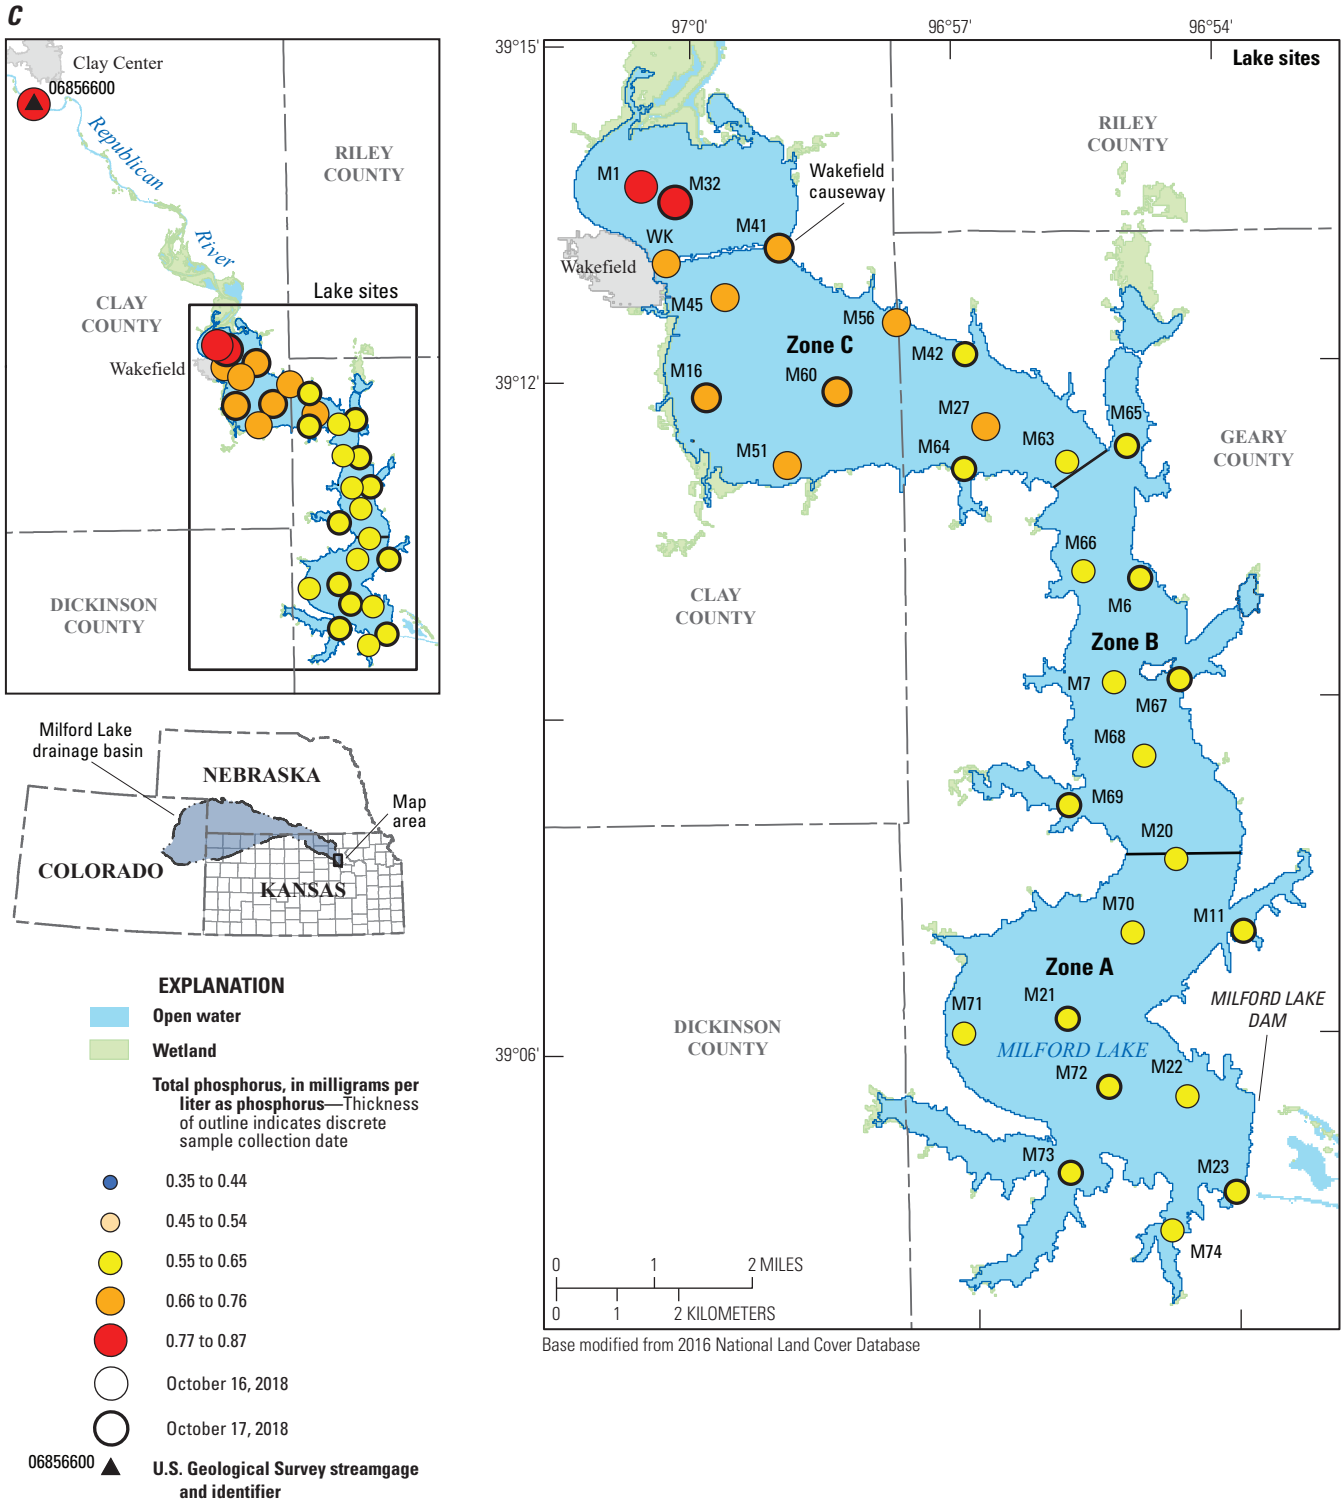 C
Clay Center
06856600
Republican
River
RILEY
COUNTY
CLAY
COUNTY
Lake sites
Wakefield
DICKINSON
COUNTY
Milford Lake
drainage basin
NEBRASKA
Map
area
COLORADO
KANSAS
EXPLANATION
Open water
Wetland
Total phosphorus, in milligrams per
liter as phosphorus—Thickness
of outline indicates discrete
sample collection date
0.35 to 0.44
0.45 to 0.54
0.55 to 0.65
0.66 to 0.76
0.77 to 0.87
October 16, 2018
October 17, 2018
06856600
U.S. Geological Survey streamgage
and identifier
97°0'
96°57'
96°54'
39°15'
39°12'
39°06'
Lake sites
RILEY
COUNTY
M1
M32
Wakefield
causeway
M41
WK
Wakefield
M45
M56
Zone C
M42
M16
M60
M27
M65
M51
M64
M63
GEARY
COUNTY
M66
M6
CLAY
COUNTY
Zone B
M7
M67
M68
M69
M20
M70
M11
Zone A
M71
M21
MILFORD LAKE
DAM
DICKINSON
COUNTY
MILFORD LAKE
M72
M22
M73
M23
M74
0 1 2 MILES
0 1 2 KILOMETERS
Base modified from 2016 National Land Cover Database